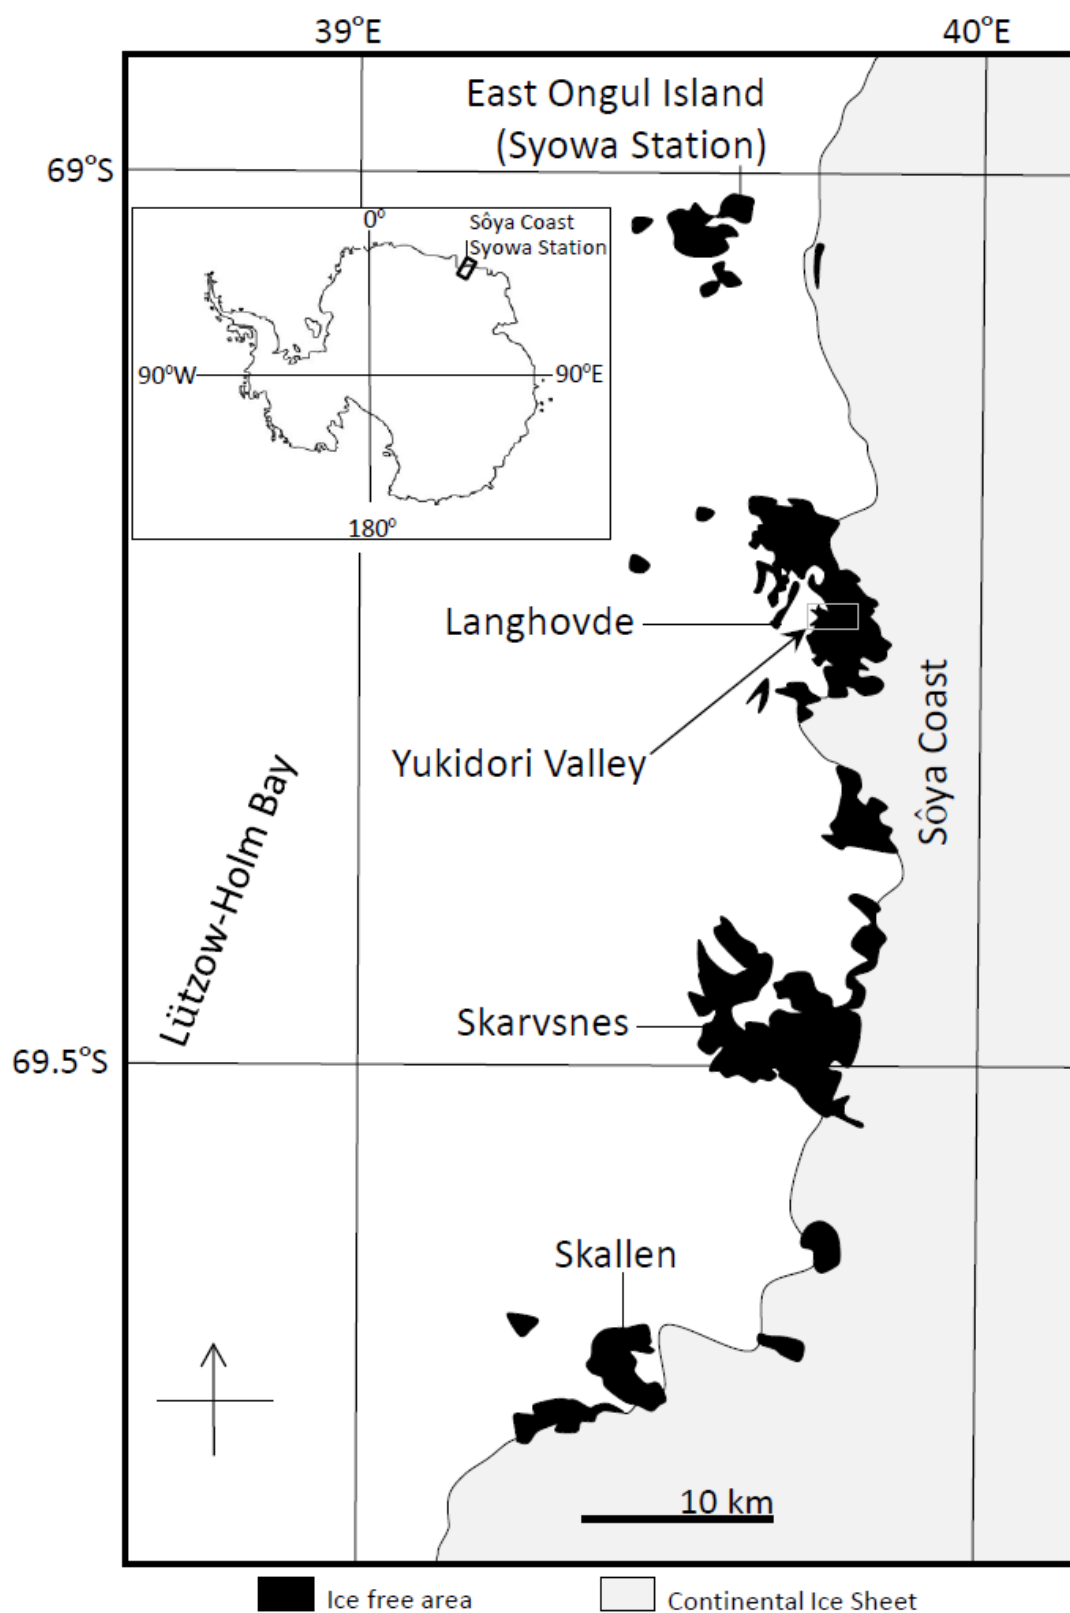 39°E
40°E
East Ongul Island
(Syowa Station)
69°S
0°
Sôya Coast
Syowa Station
90°W
90°E
180°
Langhovde
Yukidori Valley
Sôya Coast
Lützow-Holm Bay
Skarvsnes
69.5°S
Skallen
10 km
Ice free area
Continental Ice Sheet